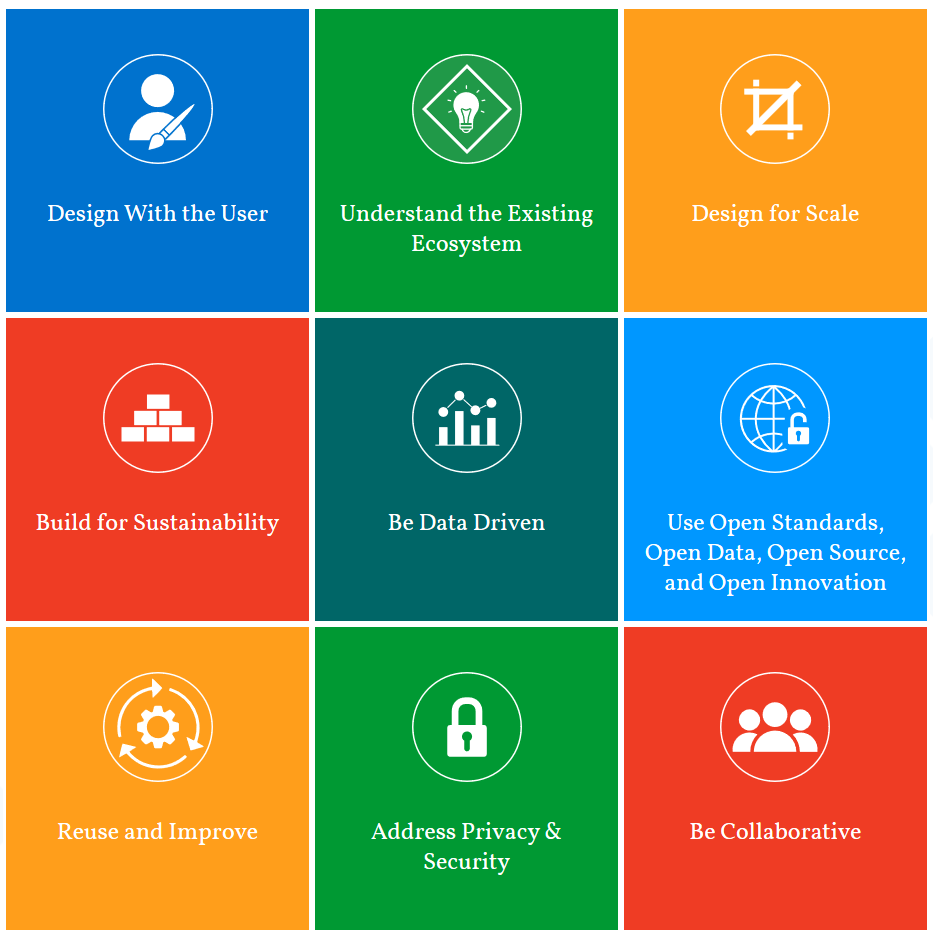 Design With the User
Understand the Existing
Ecosystem
Design for Scale
Build for Sustainability
Be Data Driven
Use Open Standards,
Open Data, Open Source,
and Open Innovation
Reuse and Improve
Address Privacy &
Security
Be Collaborative